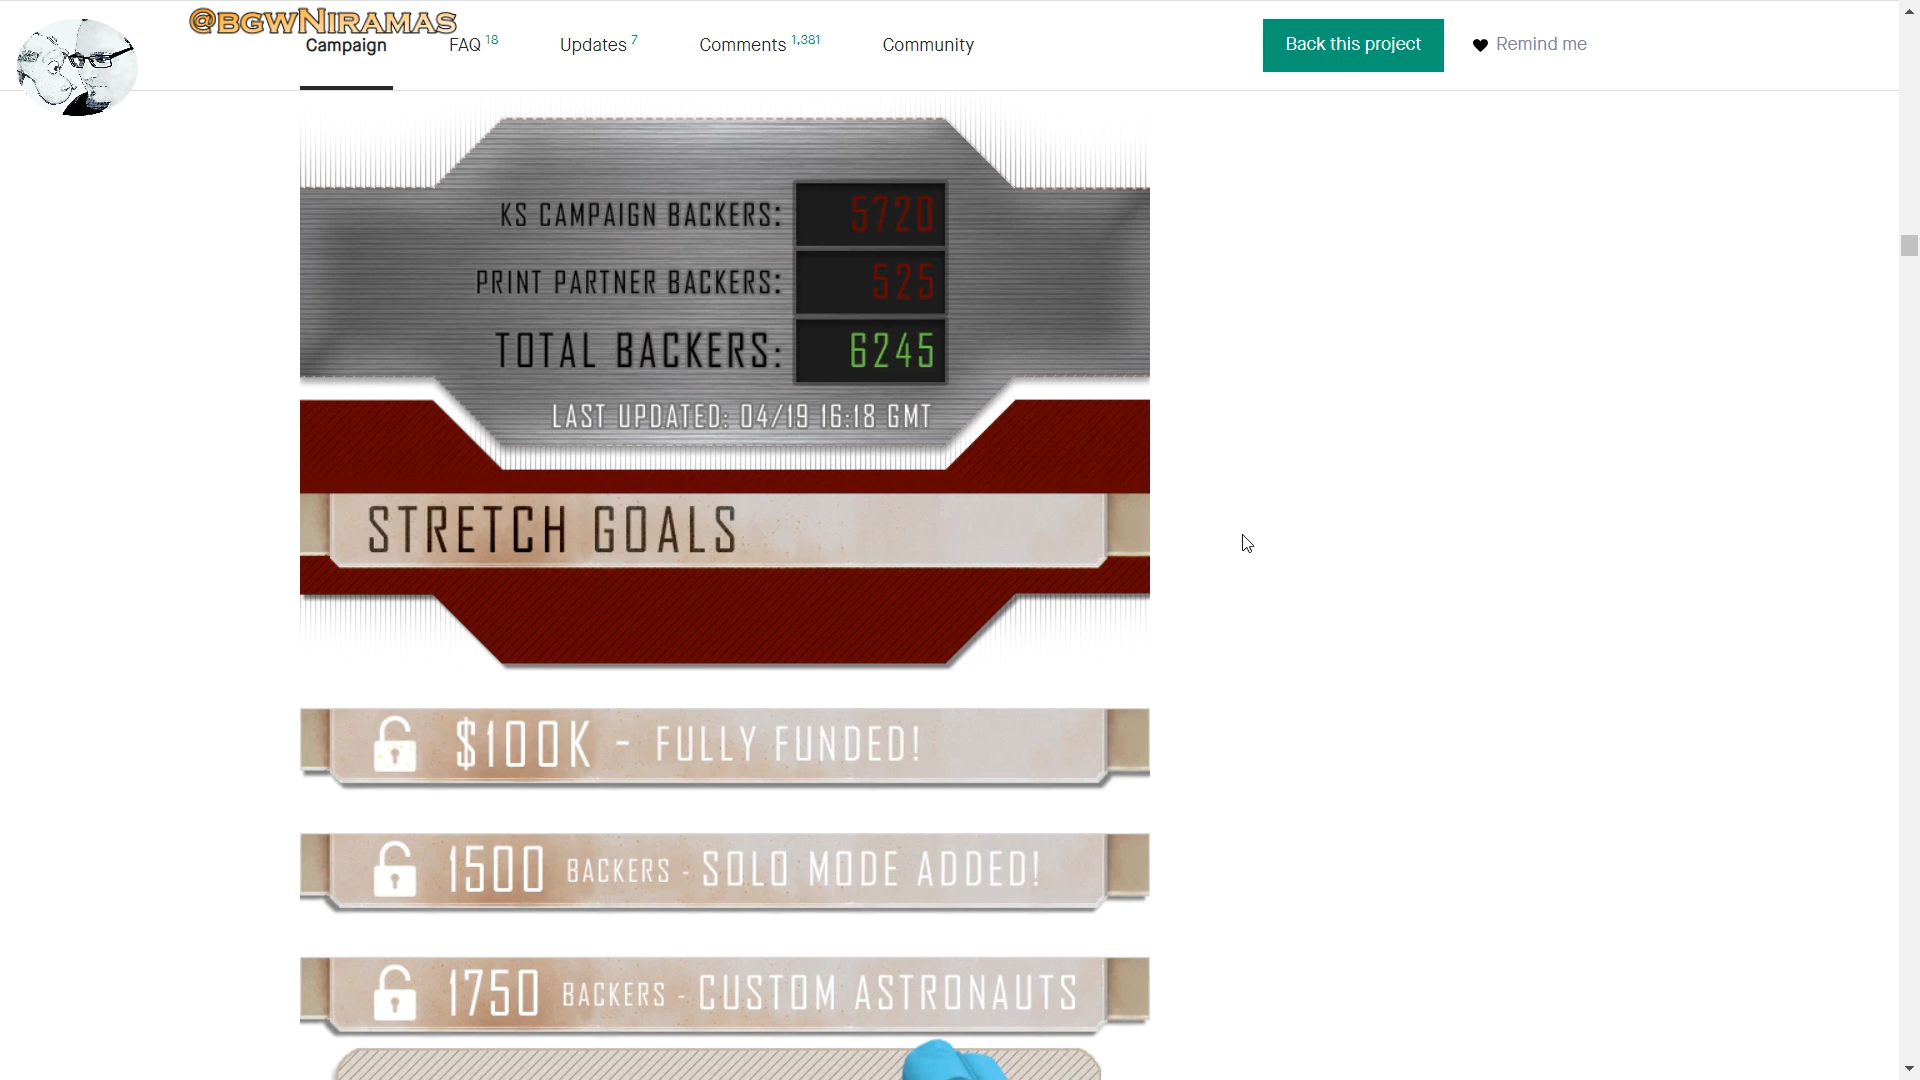 @BGWNIRAMAS
Campaign FAQ 18 Updates 7 Comments 1,381 Community Back this project Remind me
KS CAMPAIGN BACKERS: 5720
PRINT PARTNER BACKERS: 525
TOTAL BACKERS: 6245
LAST UPDATED: 04/19 16:18 GMT
STRETCH GOALS
$100K - FULLY FUNDED!
1500 BACKERS - SOLO MODE ADDED!
1750 BACKERS - CUSTOM ASTRONAUTS